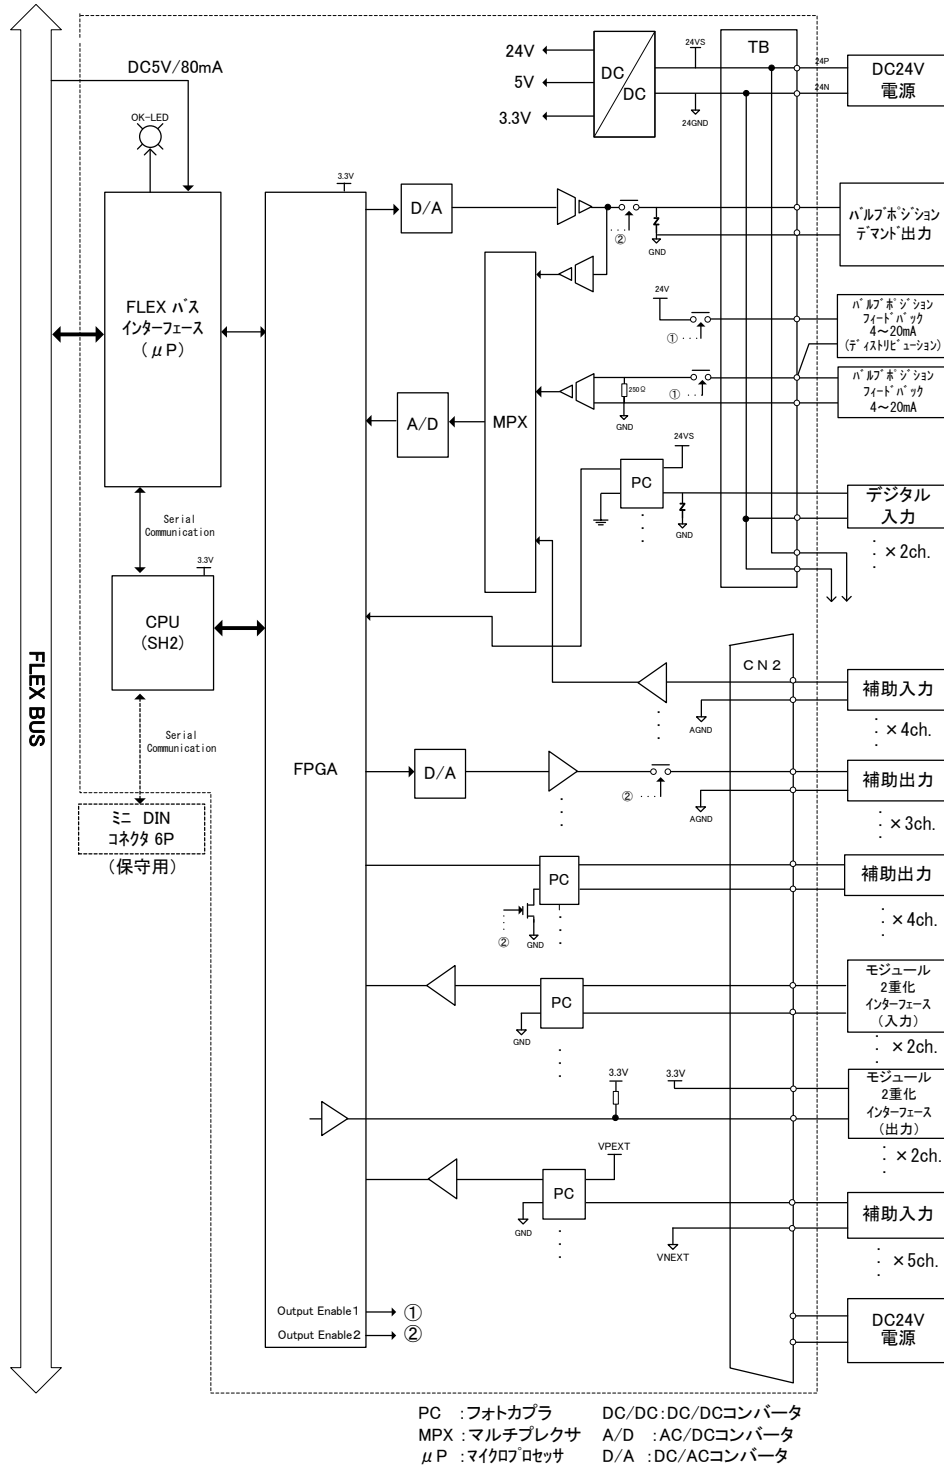 DC5V/80mA
OK-LED
24V
5V
3.3V
DC
DC
24VS
24GND
TB
24P
24N
DC24V
電源
3.3V
D/A
②
GND
バルブポジション
デマンド出力
FLEX バス
インターフェース
(μP)
24V
①
バルブポジション
フィードバック
4～20mA
(ディストリビューション)
MPX
A/D
250Ω
GND
①
バルブポジション
フィードバック
4～20mA
24VS
PC
GND
デジタル
入力
×2ch.
Serial
Communication
3.3V
CPU
(SH2)
FLEX BUS
CN2
AGND
補助入力
×4ch.
Serial
Communication
FPGA
D/A
②
AGND
補助出力
×3ch.
ミニ DIN
コネクタ 6P
(保守用)
PC
②
GND
補助出力
×4ch.
PC
GND
モジュール
2重化
インターフェース
(入力)
×2ch.
3.3V
3.3V
モジュール
2重化
インターフェース
(出力)
×2ch.
VPEXT
PC
GND
VNEXT
補助入力
×5ch.
Output Enable1
①
Output Enable2
②
DC24V
電源
PC :フォトカプラ DC/DC:DC/DCコンバータ
MPX :マルチプレクサ A/D :AC/DCコンバータ
μP :マイクロプロセッサ D/A :DC/ACコンバータ